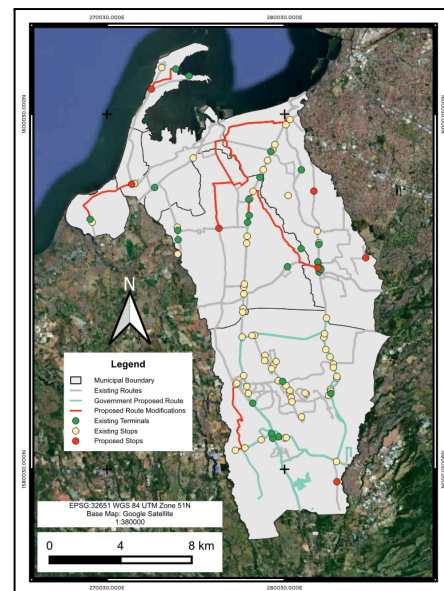 270030.000E
280030.000E
1600030.000N
1600030.000N
N
Legend
Municipal Boundary
Existing Routes
Government Proposed Route
Proposed Route Modifications
Existing Terminals
Existing Stops
Proposed Stops
1580030.000N
1580030.000N
EPSG:32651 WGS 84 UTM Zone 51N
Base Map: Google Satellite
1:380000
0 4 8 km
270030.000E
280030.000E